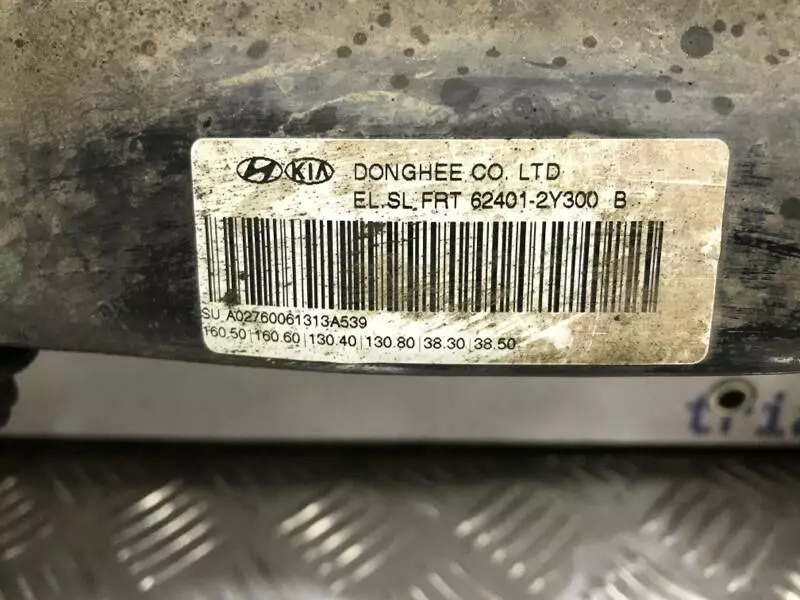 KIA DONGHEE CO. LTD
EL.SL FRT 62401-2Y300 B
SU A02760061313A539
160.50|160.60|130.40|130.80|38.30|38.50